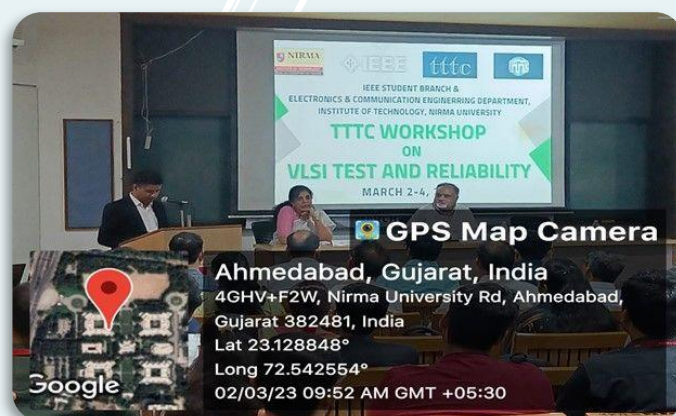 NIRMA
IEEE
tttc
IEEE STUDENT BRANCH &
ELECTRONICS & COMMUNICATION ENGINEERRING DEPARTMENT,
INSTITUTE OF TECHNOLOGY, NIRMA UNIVERSITY
TTTC WORKSHOP
ON
VLSI TEST AND RELIABILITY
MARCH 2-4,
GPS Map Camera
Ahmedabad, Gujarat, India
4GHV+F2W, Nirma University Rd, Ahmedabad,
Gujarat 382481, India
Lat 23.128848°
Long 72.542554°
02/03/23 09:52 AM GMT +05:30
Google